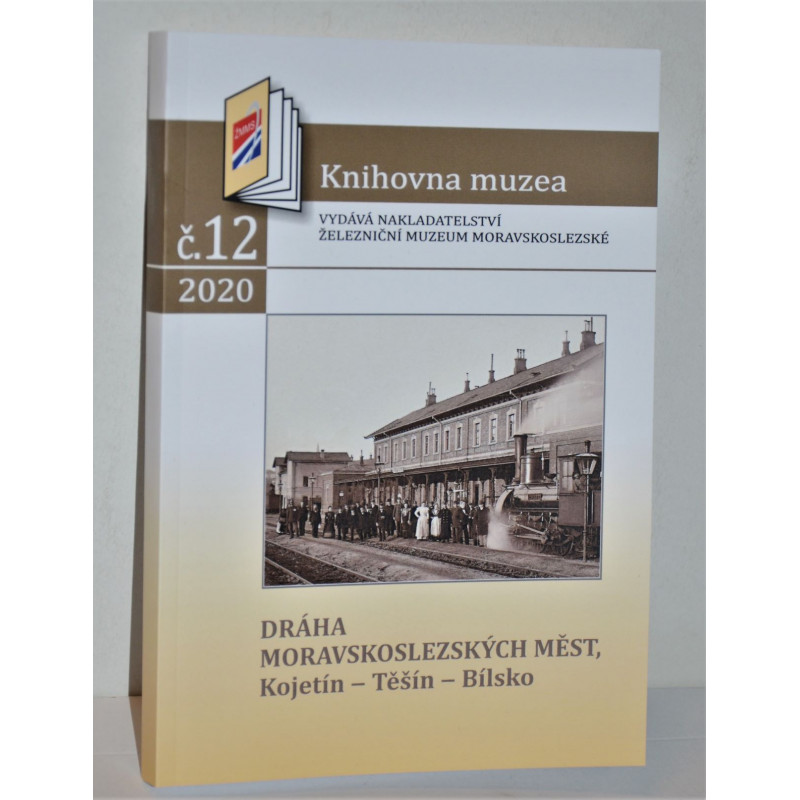 ŽMMS
Knihovna muzea
VYDÁVÁ NAKLADATELSTVÍ
ŽELEZNIČNÍ MUZEUM MORAVSKOSLEZSKÉ
č.12
2020
DRÁHA
MORAVSKOSLEZSKÝCH MĚST,
Kojetín – Těšín – Bílsko